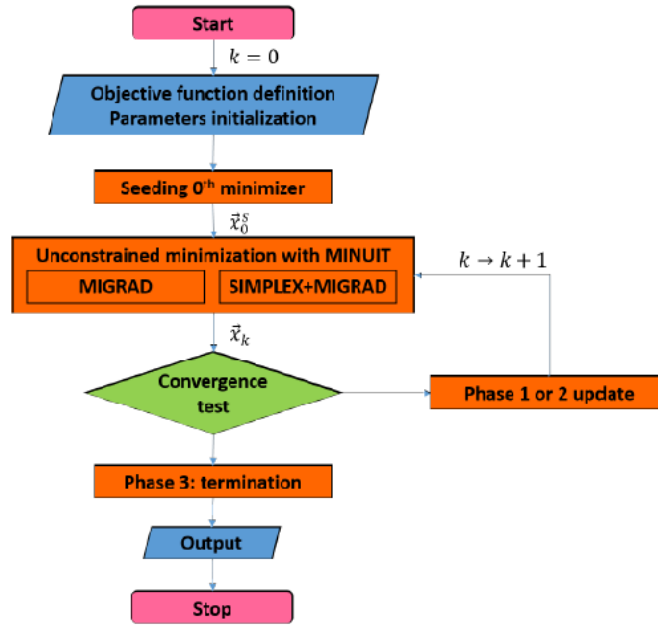 Start
k = 0
Objective function definition
Parameters initialization
Seeding 0th minimizer
x⃗₀ˢ
Unconstrained minimization with MINUIT
MIGRAD
SIMPLEX+MIGRAD
k → k + 1
x⃗ₖ
Convergence
test
Phase 1 or 2 update
Phase 3: termination
Output
Stop